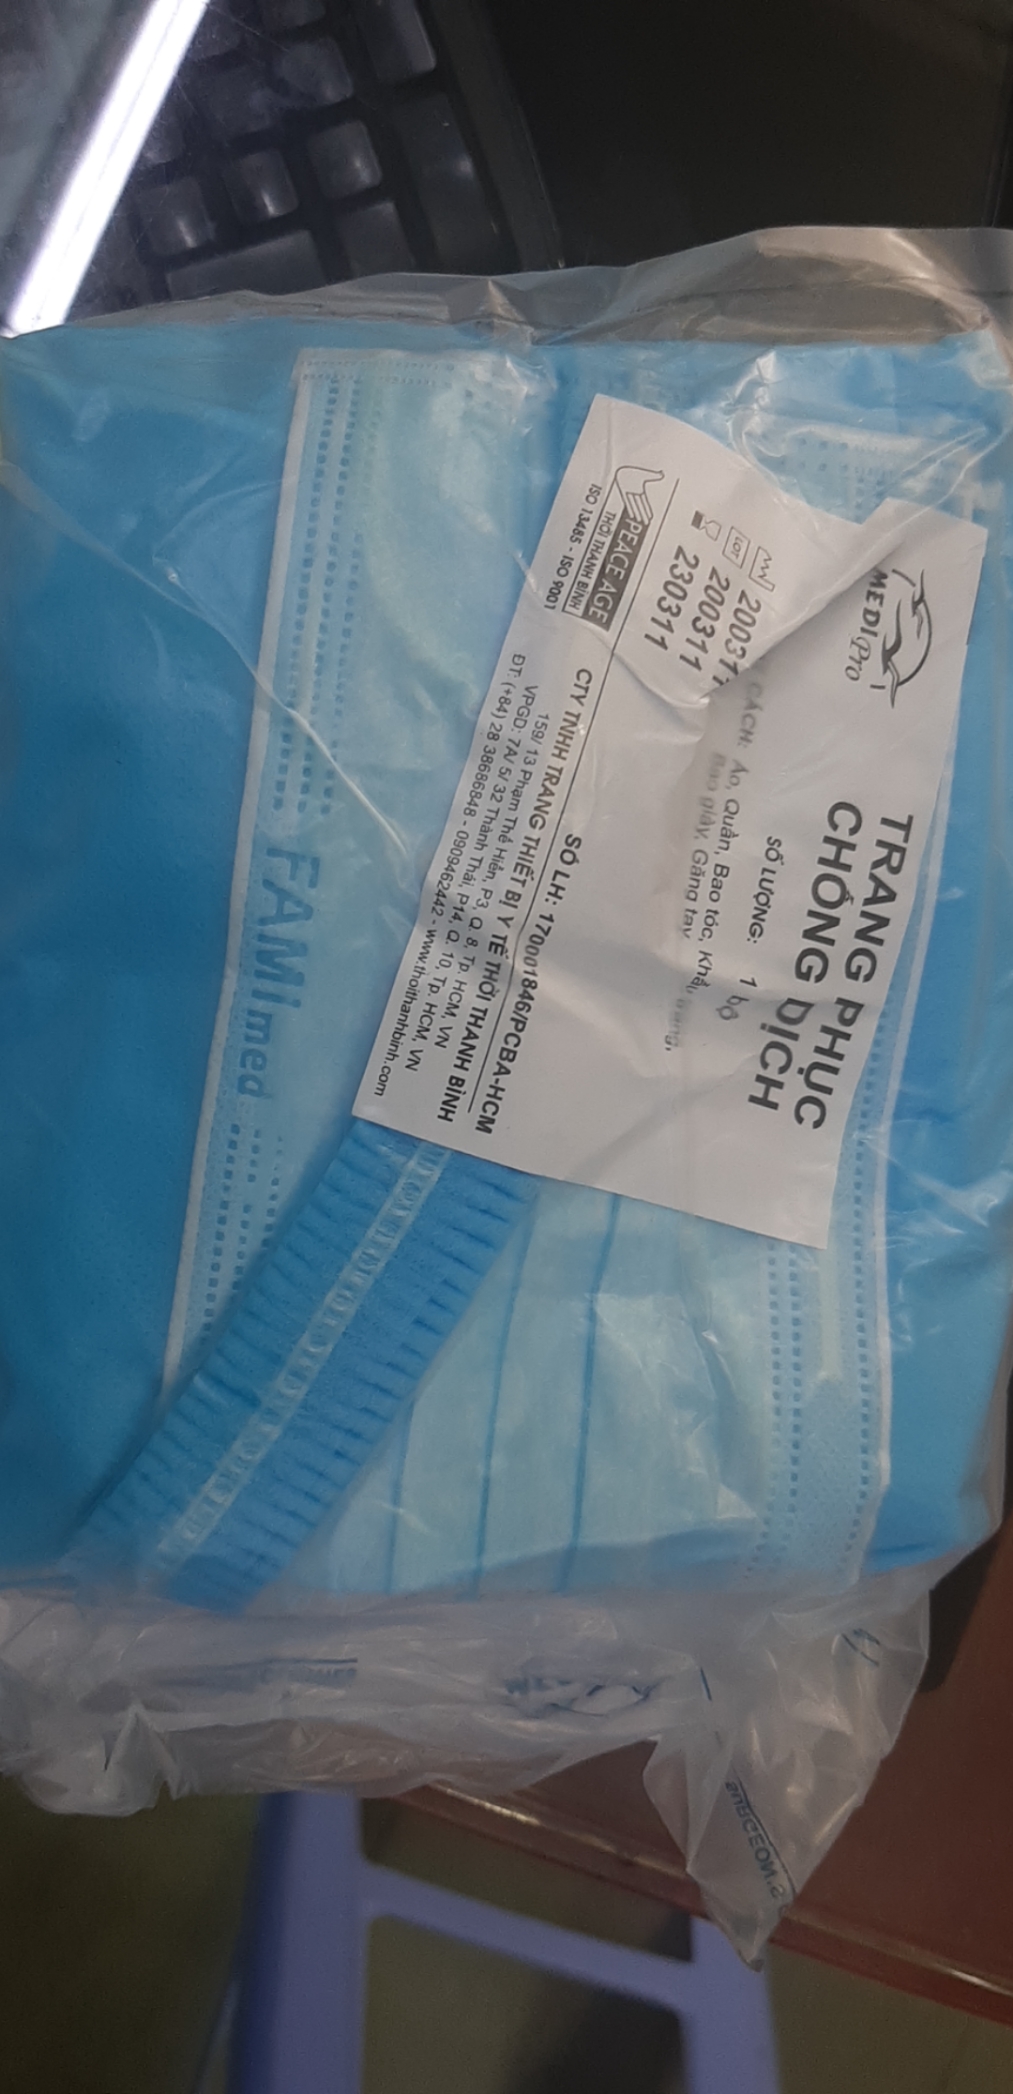 MEDIPro
TRANG PHỤC
CHỐNG DỊCH
SỐ LƯỢNG: 1 bộ
CÁCH: Áo, Quần, Bao tóc, Khẩu trang,
Bao giày, Găng tay
200311
LOT 200311
230311
PEACE AGE
THỜI THANH BÌNH
ISO 13485 - ISO 9001
SỐ LH: 170001846/PCBA-HCM
CTY TNHH TRANG THIẾT BỊ Y TẾ THỜI THANH BÌNH
159/ 13 Phạm Thế Hiển, P3, Q. 8, Tp. HCM, VN
VPGD: 7A/ 5/ 32 Thành Thái, P14, Q. 10, Tp. HCM, VN
ĐT: (+84) 28 38686848 - 0909462442 - www.thoithanhbinh.com
FAMImed